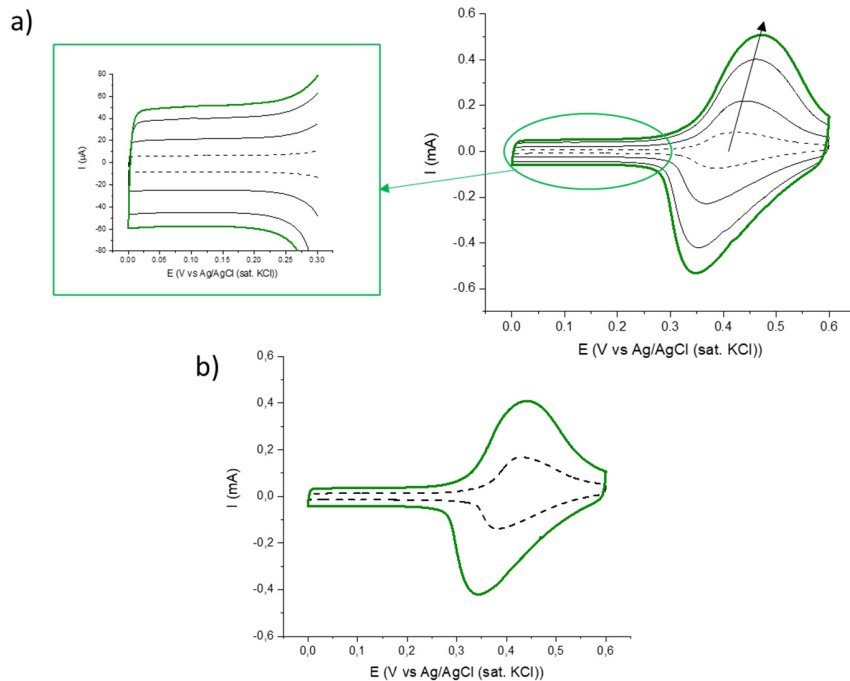 a)
I (µA)
80
60
40
20
0
-20
-40
-60
-80
0.00 0.05 0.10 0.15 0.20 0.25 0.30
E (V vs Ag/AgCl (sat. KCl))
I (mA)
0.6
0.4
0.2
0.0
-0.2
-0.4
-0.6
0.0 0.1 0.2 0.3 0.4 0.5 0.6
E (V vs Ag/AgCl (sat. KCl))
b)
I (mA)
0,6
0,4
0,2
0,0
-0,2
-0,4
-0,6
0,0 0,1 0,2 0,3 0,4 0,5 0,6
E (V vs Ag/AgCl (sat. KCl))